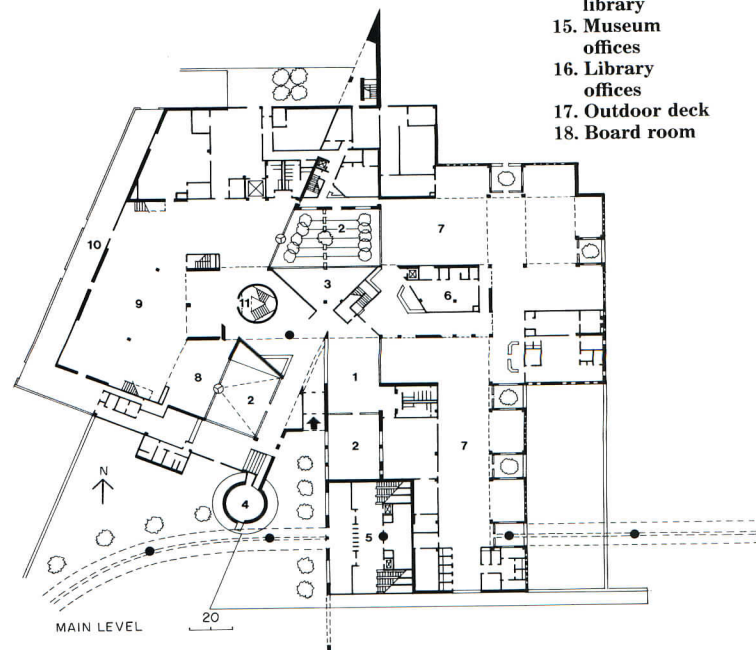 library
15. Museum
offices
16. Library
offices
17. Outdoor deck
18. Board room
2
7
10
3
6
11
9
8
1
2
2
7
N
4
5
MAIN LEVEL
20